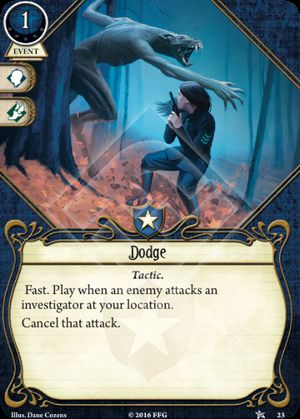 1
EVENT
Dodge
Tactic.
Fast. Play when an enemy attacks an
investigator at your location.
Cancel that attack.
Illus. Dane Cozens
© 2016 FFG
23